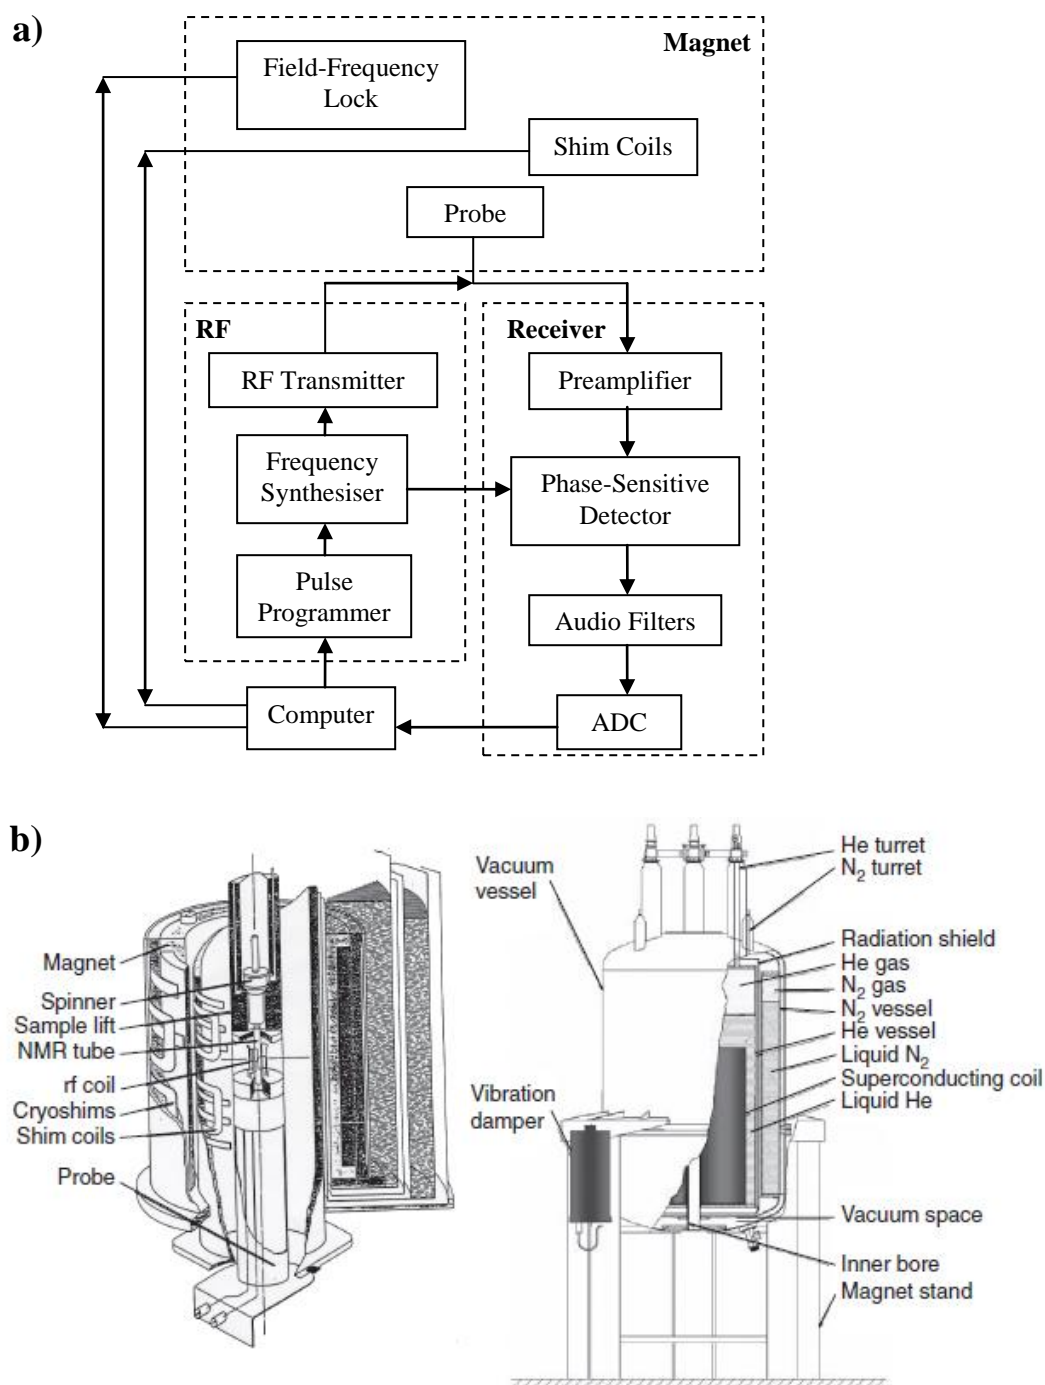 a)
Magnet
Field-Frequency
Lock
Shim Coils
Probe
RF
Receiver
RF Transmitter
Preamplifier
Frequency
Synthesiser
Phase-Sensitive
Detector
Pulse
Programmer
Audio Filters
Computer
ADC
b)
Magnet
Spinner
Sample lift
NMR tube
rf coil
Cryoshims
Shim coils
Probe
Vacuum
vessel
Vibration
damper
He turret
N2 turret
Radiation shield
He gas
N2 gas
N2 vessel
He vessel
Liquid N2
Superconducting coil
Liquid He
Vacuum space
Inner bore
Magnet stand